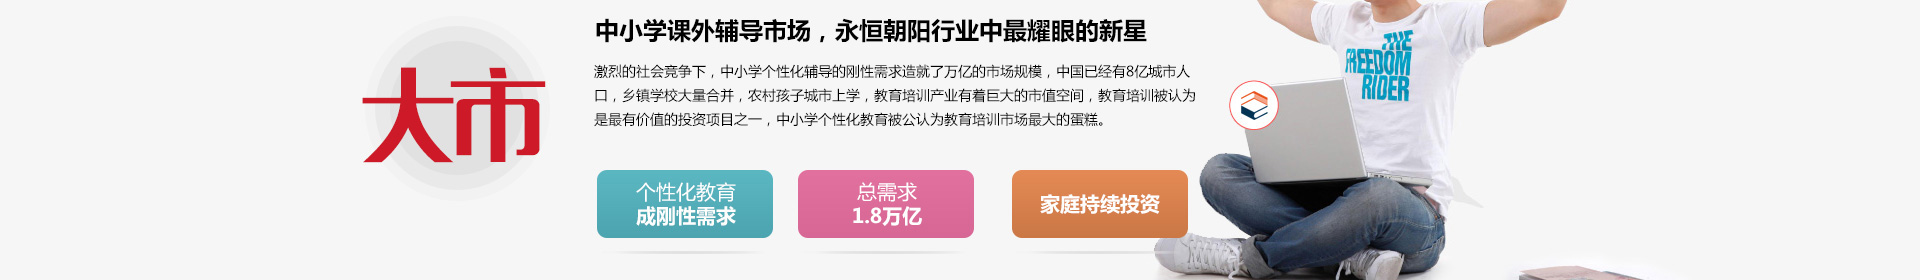 大市
中小学课外辅导市场，永恒朝阳行业中最耀眼的新星
激烈的社会竞争下，中小学个性化辅导的刚性需求造就了万亿的市场规模，中国已经有8亿城市人
口，乡镇学校大量合并，农村孩子城市上学，教育培训产业有着巨大的市值空间，教育培训被认为
是最有价值的投资项目之一，中小学个性化教育被公认为教育培训市场最大的蛋糕。
个性化教育
成刚性需求
总需求
1.8万亿
家庭持续投资
THE
FREEDOM
RIDER